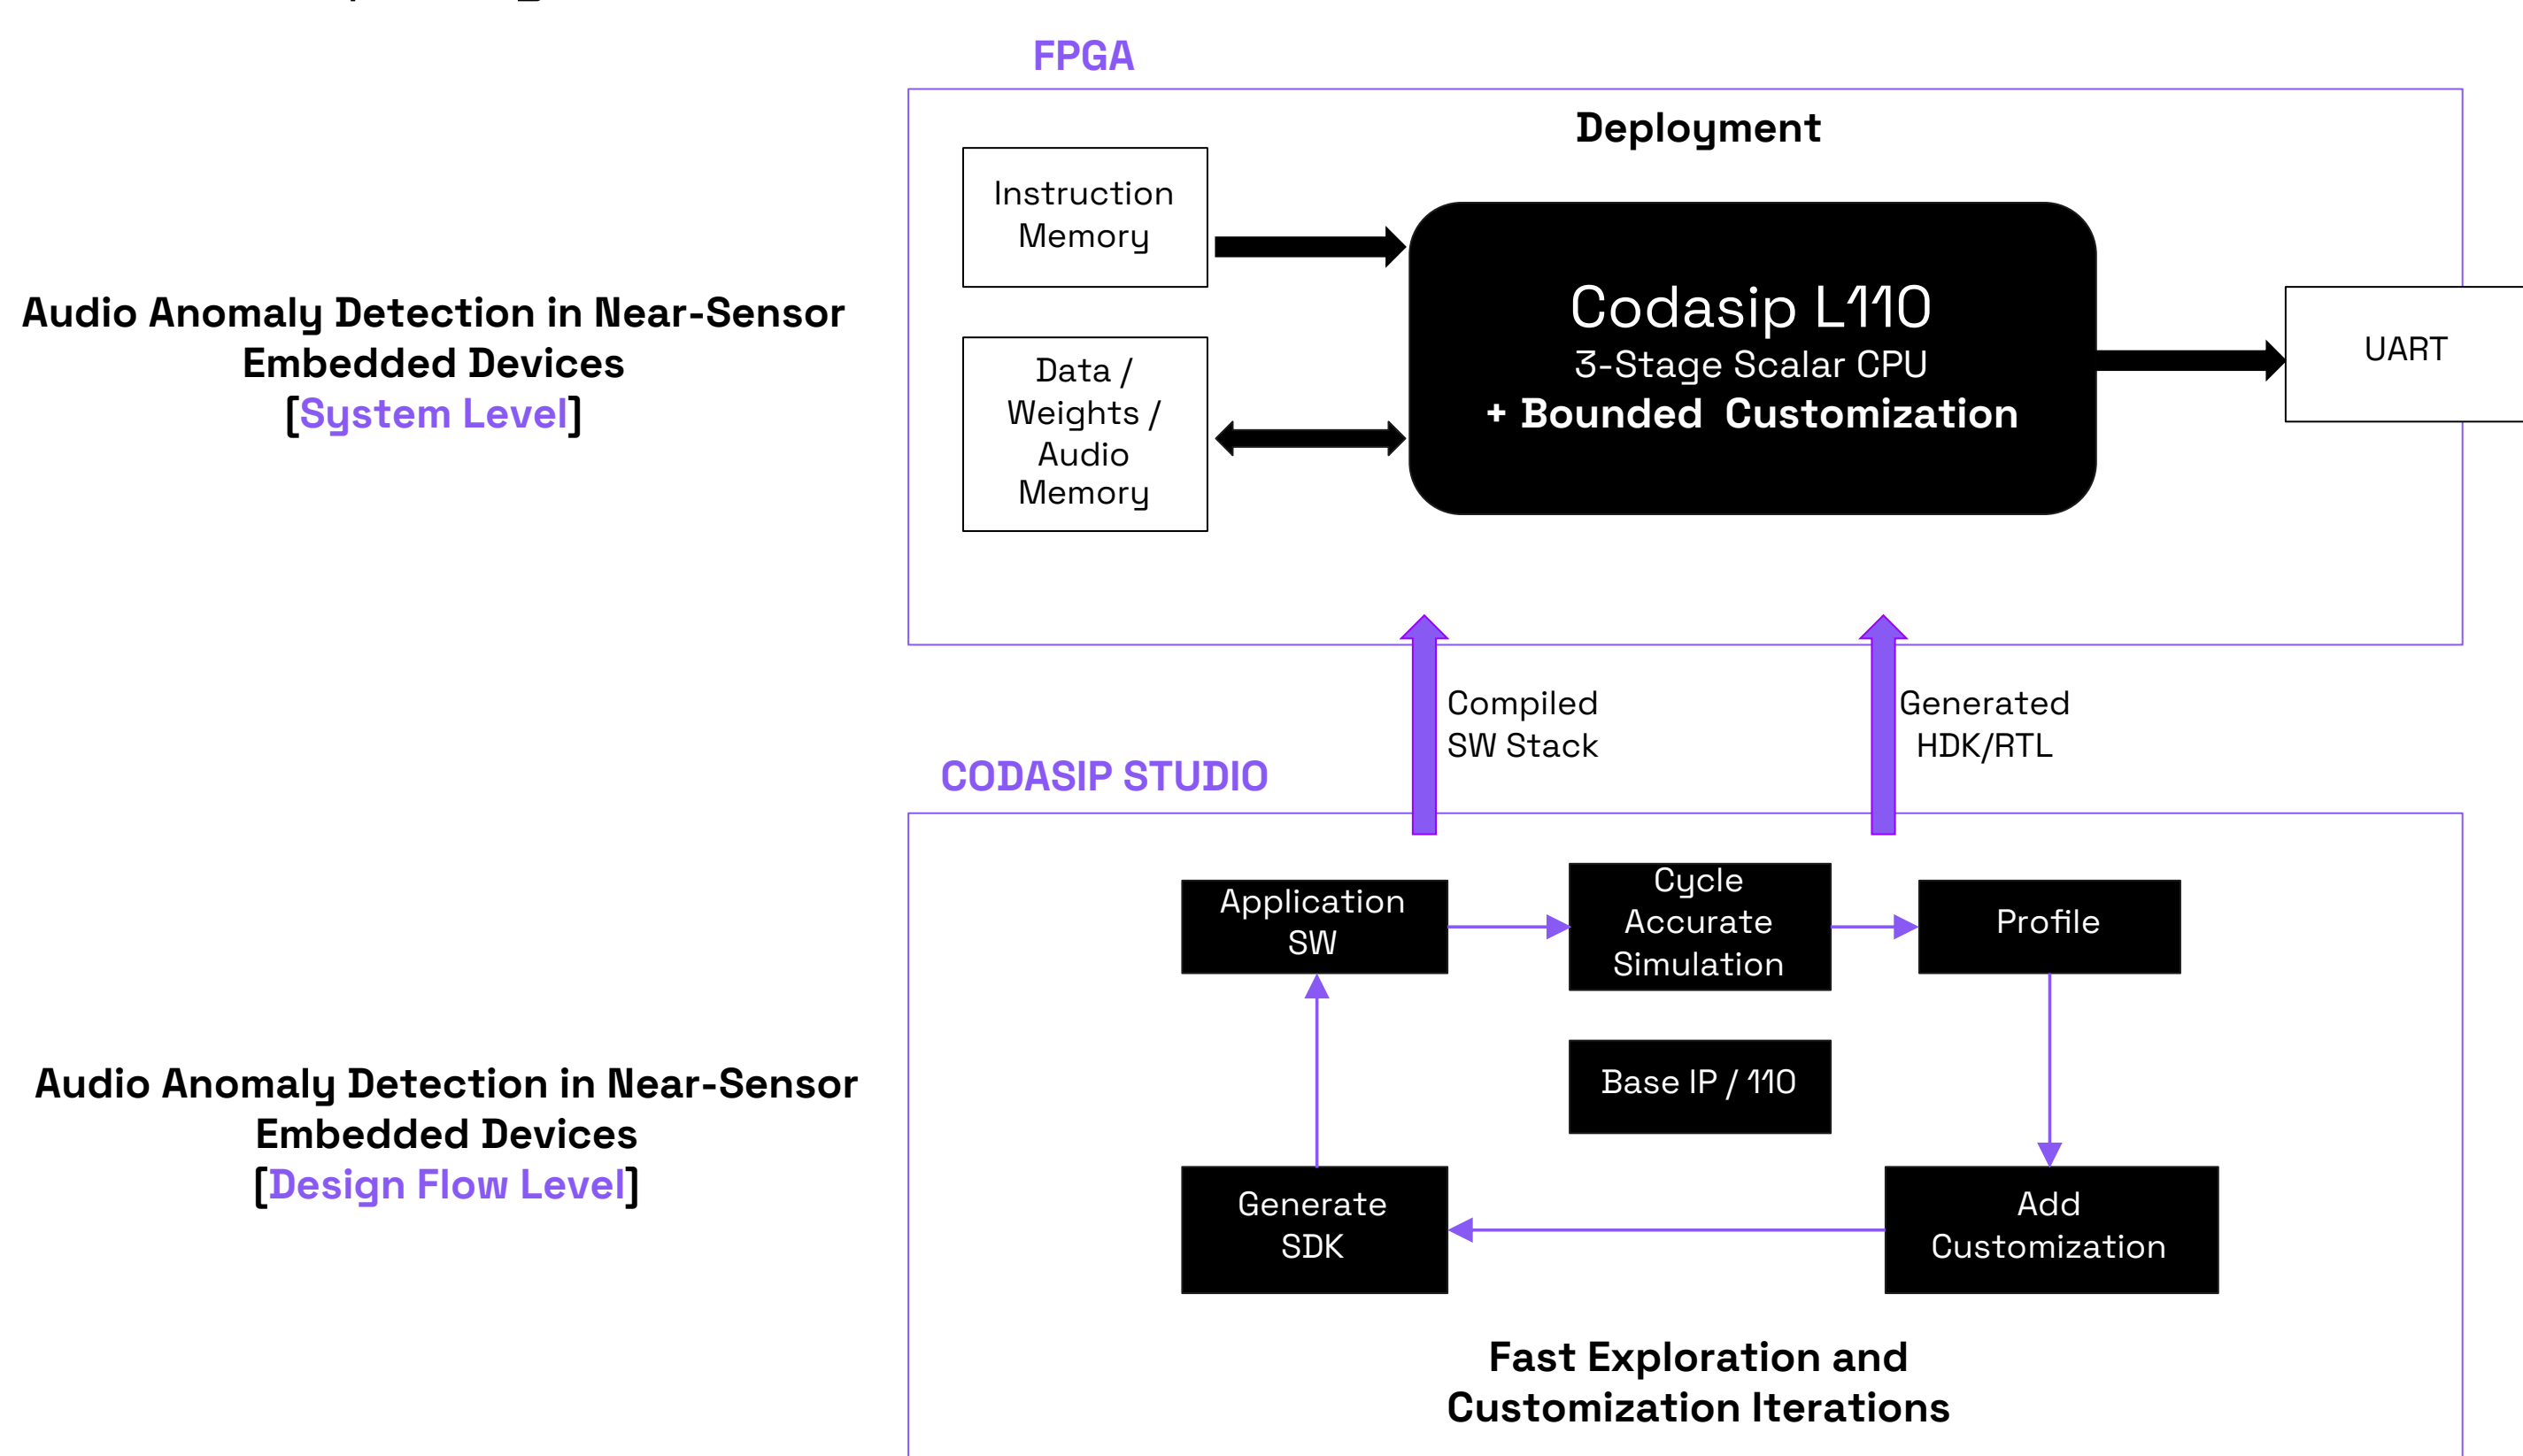 FPGA
Deployment
Instruction
Memory
Data /
Weights /
Audio
Memory
Codasip L110
3-Stage Scalar CPU
+ Bounded Customization
UART
Audio Anomaly Detection in Near-Sensor
Embedded Devices
[System Level]
Compiled
SW Stack
Generated
HDK/RTL
CODASIP STUDIO
Application
SW
Cycle
Accurate
Simulation
Profile
Base IP / 110
Generate
SDK
Add
Customization
Audio Anomaly Detection in Near-Sensor
Embedded Devices
[Design Flow Level]
Fast Exploration and
Customization Iterations